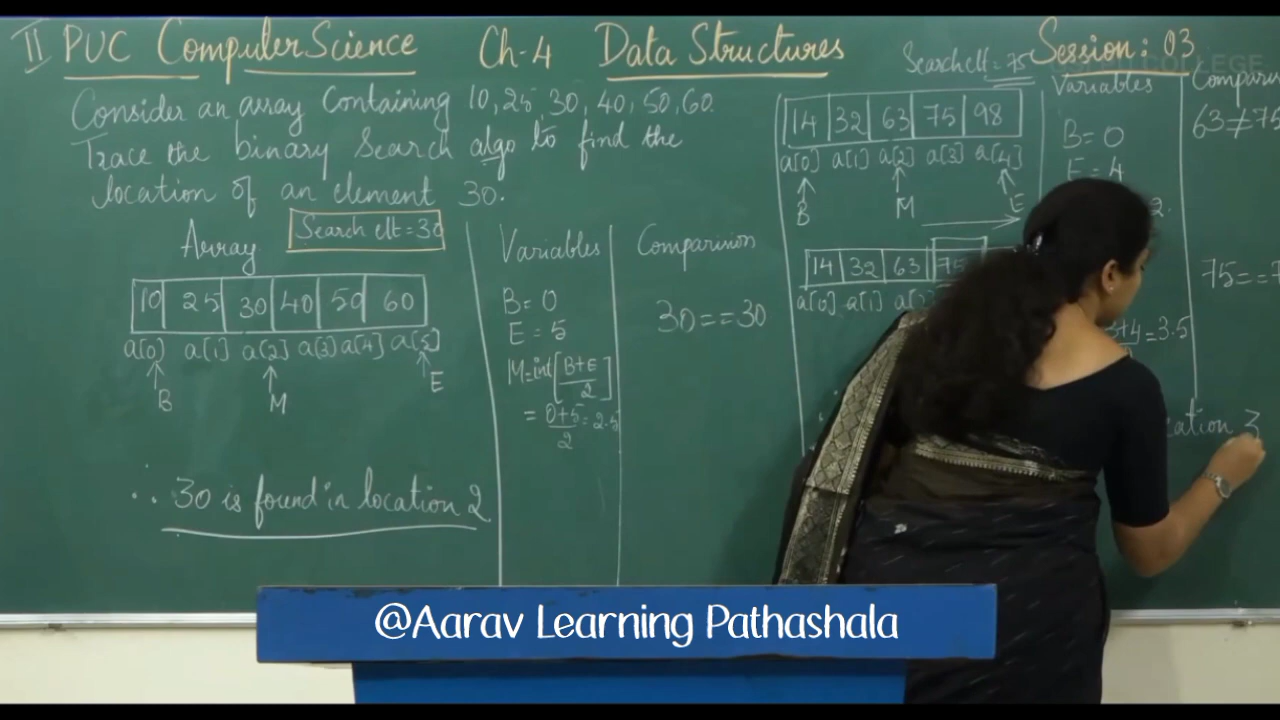 II PUC Computer Science Ch-4 Data Structures Session: 03
COLLEGE
Consider an array containing 10, 25, 30, 40, 50, 60.
Trace the binary Search algo to find the
location of an element 30.
Search elt = 30
Array
10 25 30 40 50 60
a[0] a[1] a[2] a[3] a[4] a[5]
B M E
∴ 30 is found in location 2
Variables
B = 0
E = 5
M = int[B+E/2]
= 0+5/2 = 2.5
Comparison
30 == 30
Search elt = 75
14 32 63 75 98
a[0] a[1] a[2] a[3] a[4]
B M E
14 32 63 75
a[0] a[1]
Variables
B = 0
E = 4
2.
3+4 = 3.5
63 ≠ 75
75 ==
location 3
@Aarav Learning Pathashala